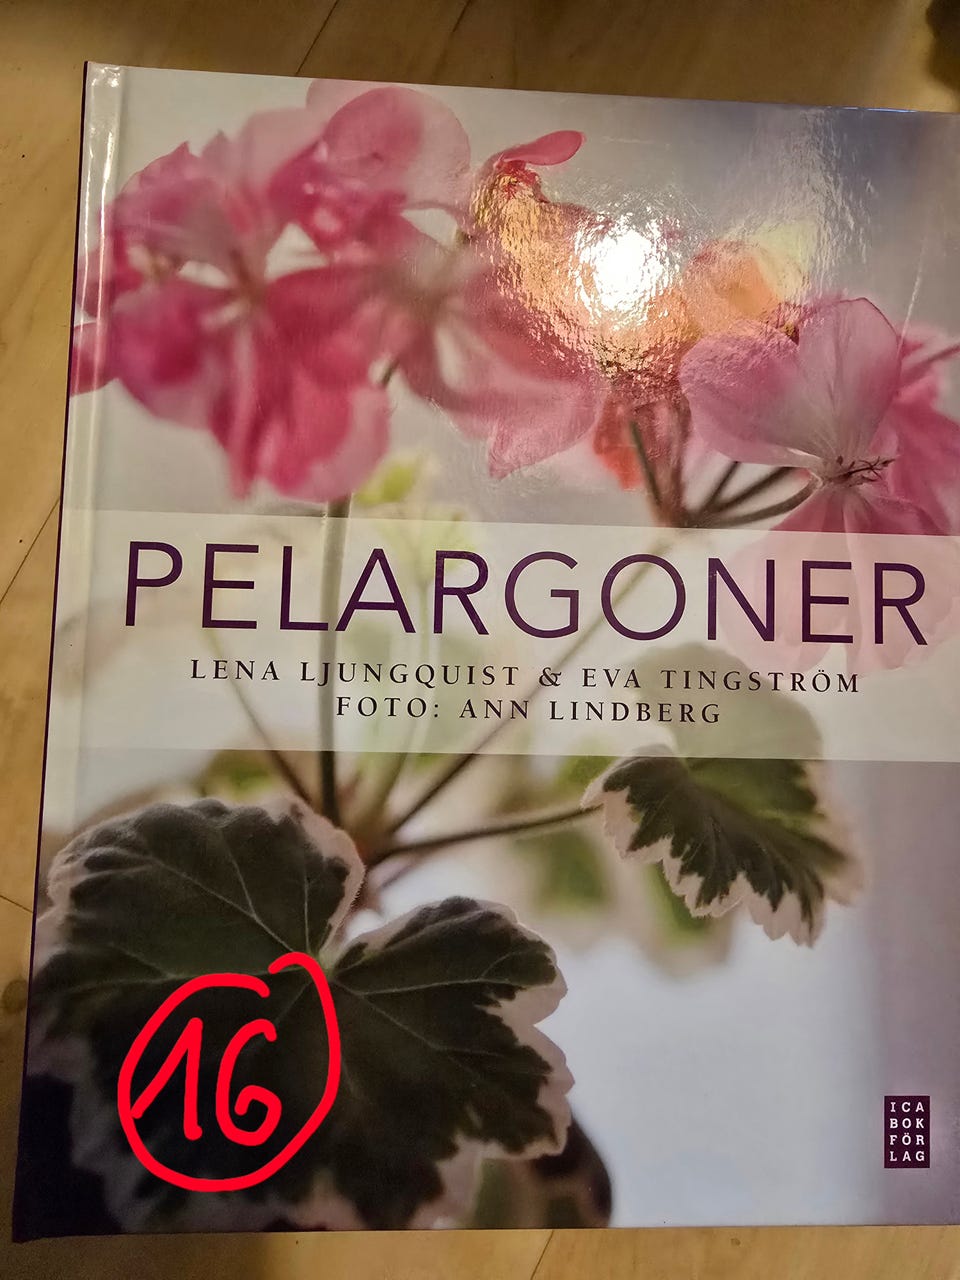 PELARGONER
LENA LJUNGQUIST & EVA TINGSTRÖM
FOTO: ANN LINDBERG
16
ICA
BOK
FÖR
LAG